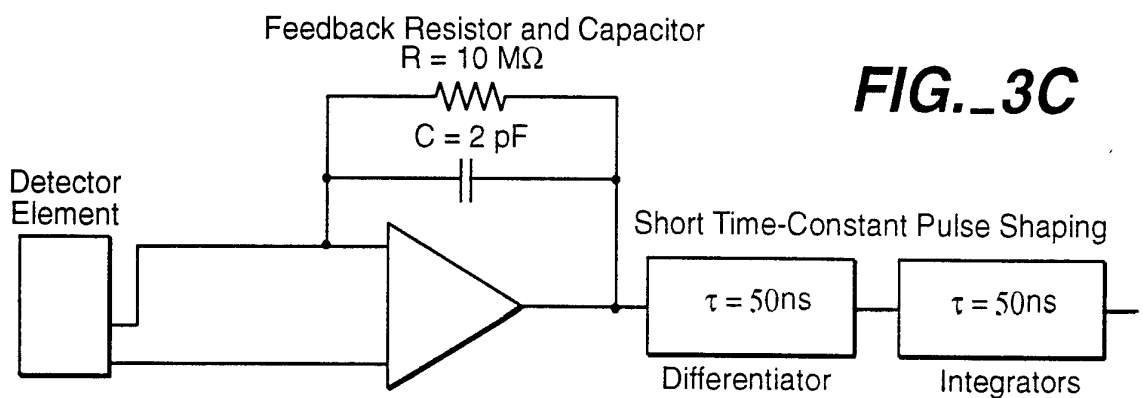 Feedback Resistor and Capacitor
R = 10 MΩ
FIG._3C
C = 2 pF
Detector
Element
Short Time-Constant Pulse Shaping
τ = 50ns
τ = 50ns
Differentiator
Integrators